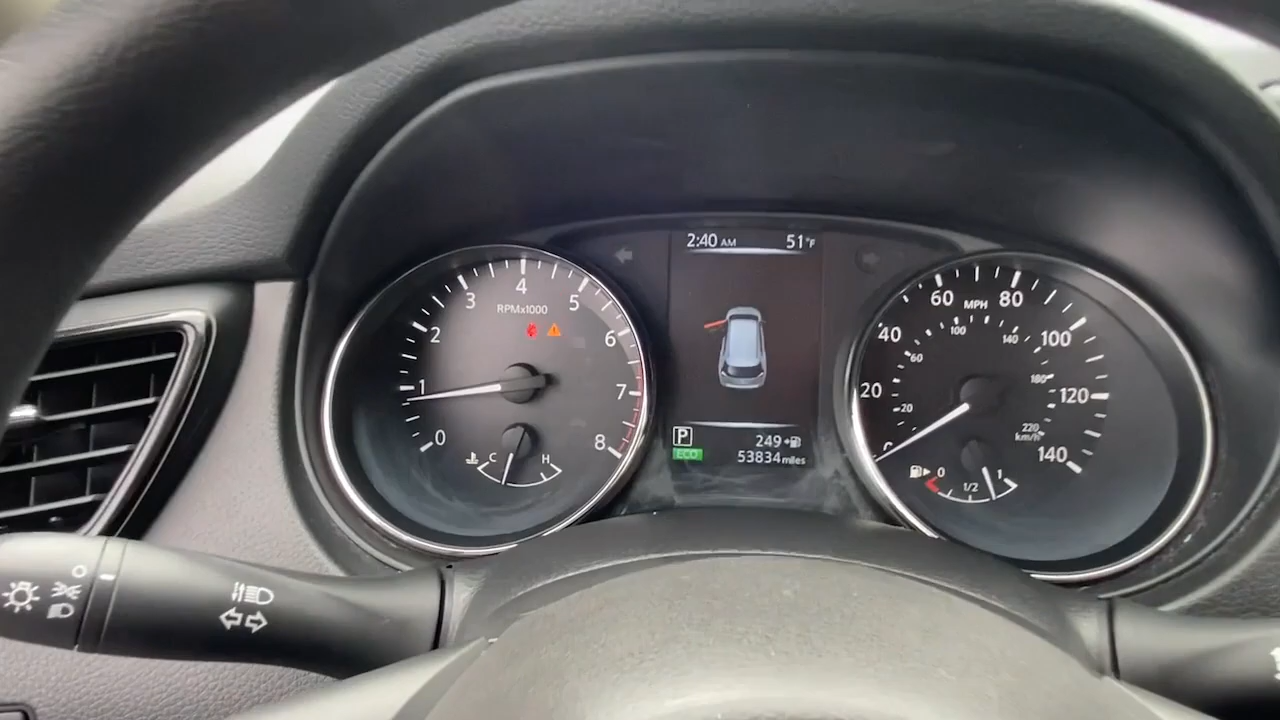 2:40 AM 51°F
4
3 5
RPMx1000
2 6
1 7
0 8
C H
60 MPH 80
40 100 140 100
60
20 180 120
20 220
km/h
0 140
0 1/2 1
P 249
ECO 53834 miles